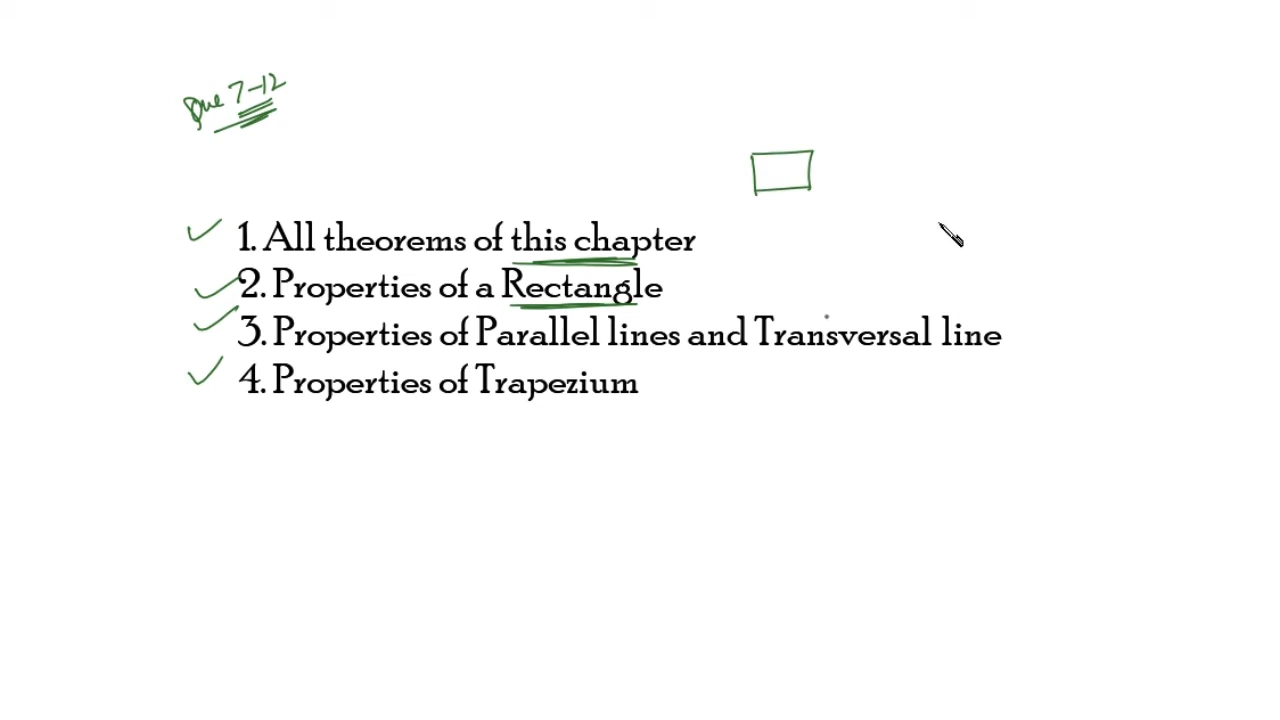 Que 7-12
1. All theorems of this chapter
2. Properties of a Rectangle
3. Properties of Parallel lines and Transversal line
4. Properties of Trapezium